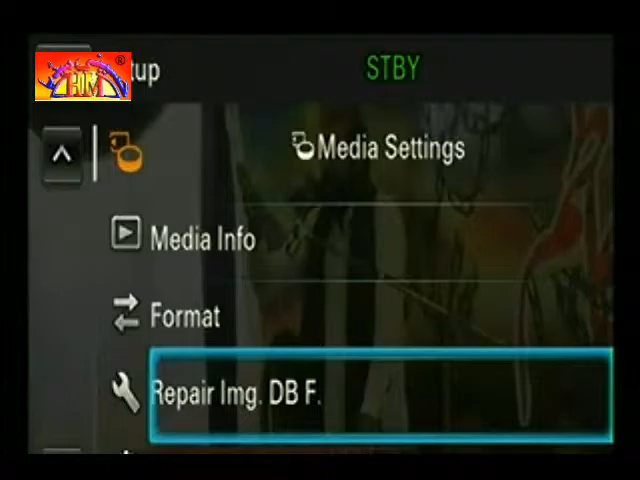 tup
STBY
Media Settings
Media Info
Format
Repair Img. DB F.